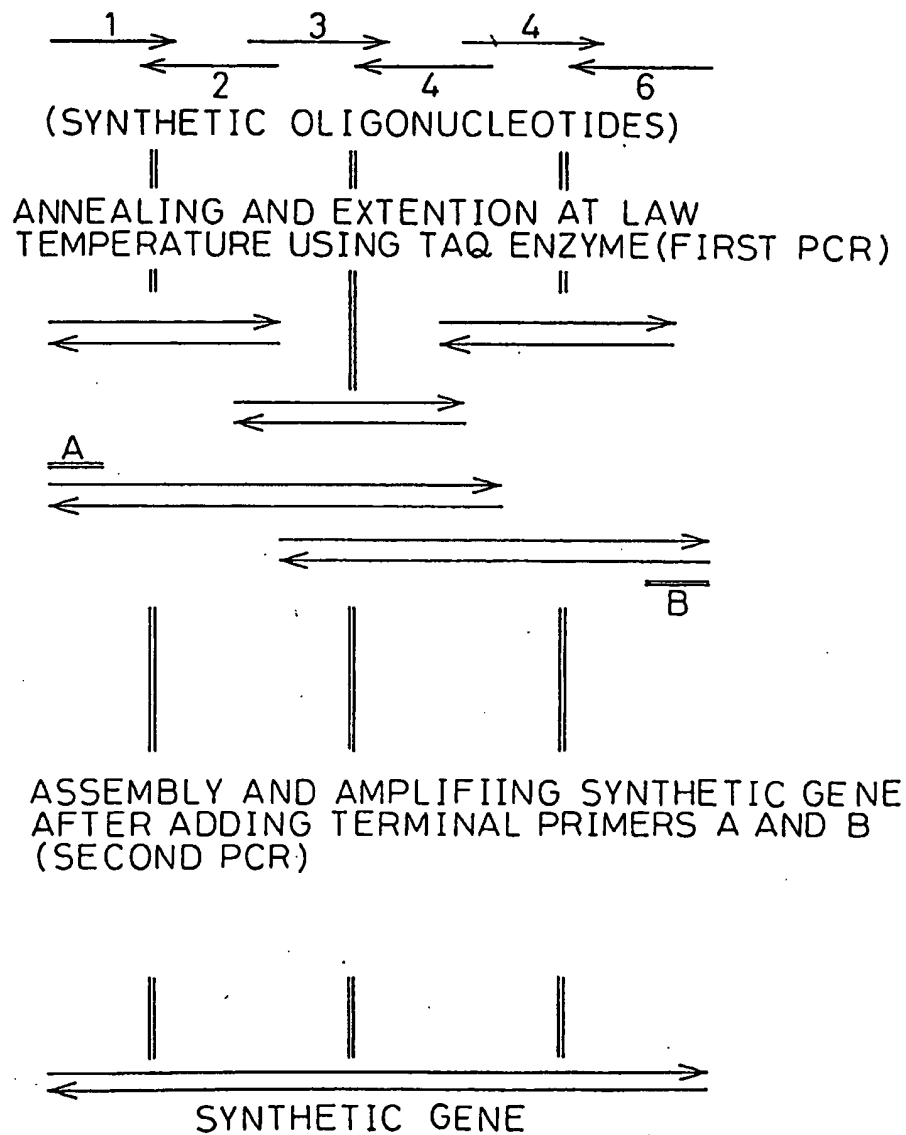 1 3 4
2 4 6
(SYNTHETIC OLIGONUCLEOTIDES)
ANNEALING AND EXTENTION AT LAW
TEMPERATURE USING TAQ ENZYME(FIRST PCR)
A
B
ASSEMBLY AND AMPLIFIING SYNTHETIC GENE
AFTER ADDING TERMINAL PRIMERS A AND B
(SECOND PCR)
SYNTHETIC GENE